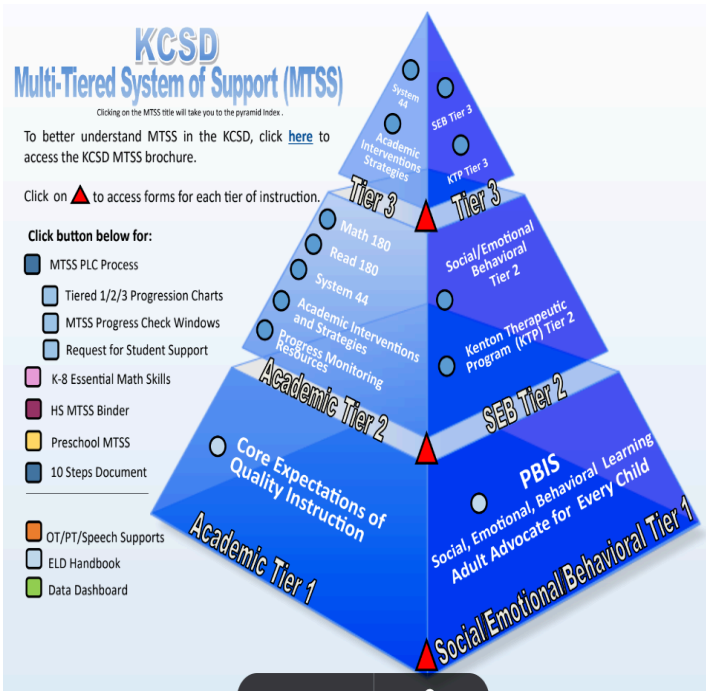 KCSD
Multi-Tiered System of Support (MTSS)
Clicking on the MTSS title will take you to the pyramid Index .
To better understand MTSS in the KCSD, click here to
access the KCSD MTSS brochure.
Click on to access forms for each tier of instruction.
Click button below for:
MTSS PLC Process
Tiered 1/2/3 Progression Charts
MTSS Progress Check Windows
Request for Student Support
K-8 Essential Math Skills
HS MTSS Binder
Preschool MTSS
10 Steps Document
OT/PT/Speech Supports
ELD Handbook
Data Dashboard
System
44
Academic
Interventions
Strategies
Tier 3
SEB Tier 3
KTP Tier 3
Tier 3
Math 180
Read 180
System 44
Academic Interventions
and Strategies
Progress Monitoring
Resources
Academic Tier 2
Social/Emotional
Behavioral
Tier 2
Kenton Therapeutic
Program (KTP) Tier 2
SEB Tier 2
Core Expectations of
Quality Instruction
Academic Tier 1
PBIS
Social, Emotional, Behavioral Learning
Adult Advocate for Every Child
Social/Emotional/Behavioral Tier 1